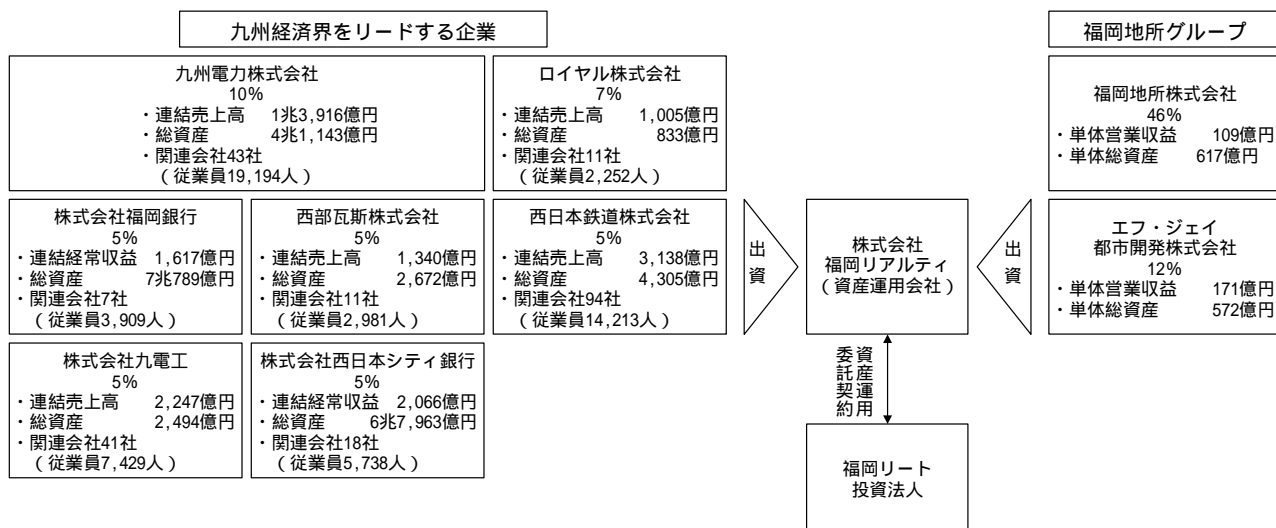 九州経済界をリードする企業
福岡地所グループ
九州電力株式会社
10%
・連結売上高 1兆3,916億円
・総資産 4兆1,143億円
・関連会社43社
(従業員19,194人)
ロイヤル株式会社
7%
・連結売上高 1,005億円
・総資産 833億円
・関連会社11社
(従業員2,252人)
福岡地所株式会社
46%
・単体営業収益 109億円
・単体総資産 617億円
株式会社福岡銀行
5%
・連結経常収益 1,617億円
・総資産 7兆789億円
・関連会社7社
(従業員3,909人)
西部瓦斯株式会社
5%
・連結売上高 1,340億円
・総資産 2,672億円
・関連会社11社
(従業員2,981人)
西日本鉄道株式会社
5%
・連結売上高 3,138億円
・総資産 4,305億円
・関連会社94社
(従業員14,213人)
出資
株式会社
福岡リアルティ
(資産運用会社)
出資
エフ・ジェイ
都市開発株式会社
12%
・単体営業収益 171億円
・単体総資産 572億円
株式会社九電工
5%
・連結売上高 2,247億円
・総資産 2,494億円
・関連会社41社
(従業員7,429人)
株式会社西日本シティ銀行
5%
・連結経常収益 2,066億円
・総資産 6兆7,963億円
・関連会社18社
(従業員5,738人)
資産運用
委託契約
福岡リート
投資法人